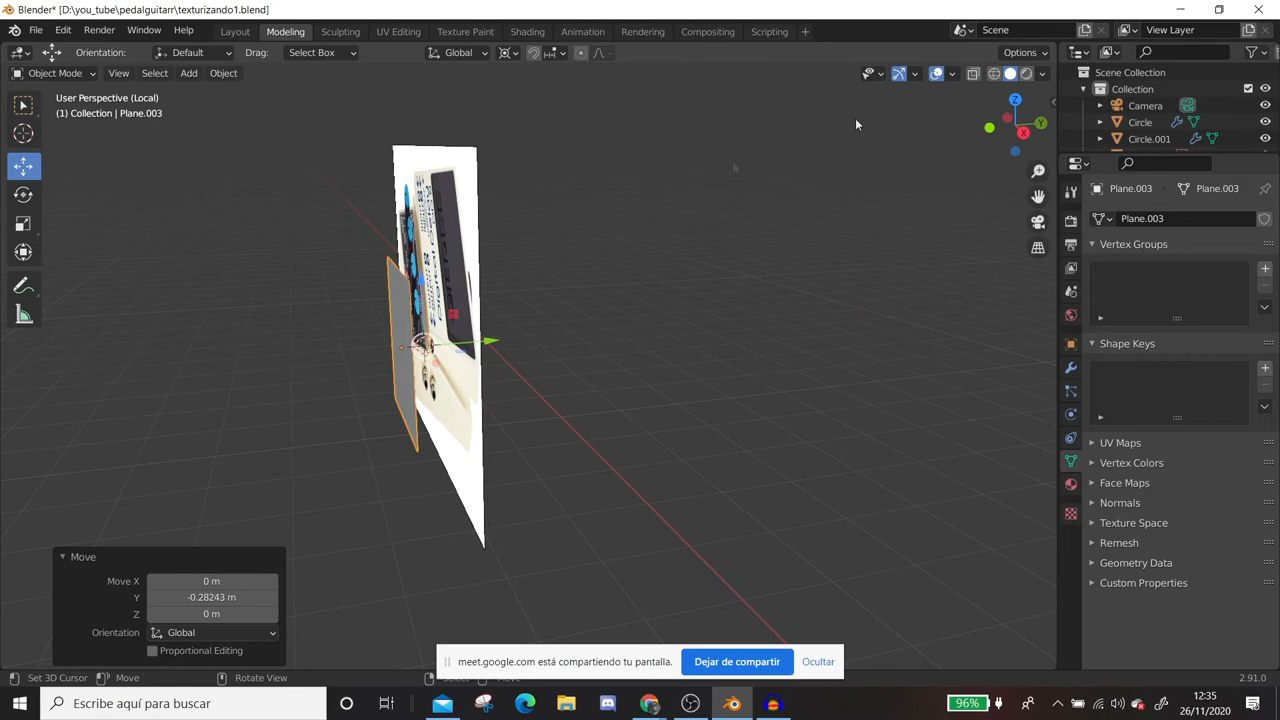 Blender* [D:\you_tube\pedalguitarr\texturizando1.blend]
File Edit Render Window Help Layout Modeling Sculpting UV Editing Texture Paint Shading Animation Rendering Compositing Scripting + Scene View Layer
Orientation: Default Drag: Select Box Global Options
Object Mode View Select Add Object
Scene Collection
Collection
Camera
Circle
Circle.001
User Perspective (Local)
(1) Collection | Plane.003
Z
Y
X
Plane.003 Plane.003
Plane.003
Vertex Groups
Shape Keys
UV Maps
Vertex Colors
Face Maps
Normals
Texture Space
Remesh
Geometry Data
Custom Properties
Move
Move X 0 m
Y -0.28243 m
Z 0 m
Orientation Global
Proportional Editing
meet.google.com está compartiendo tu pantalla. Dejar de compartir Ocultar
Set 3D Cursor Move Rotate View Select Move 2.91.0
Escribe aquí para buscar
96%
12:35
26/11/2020